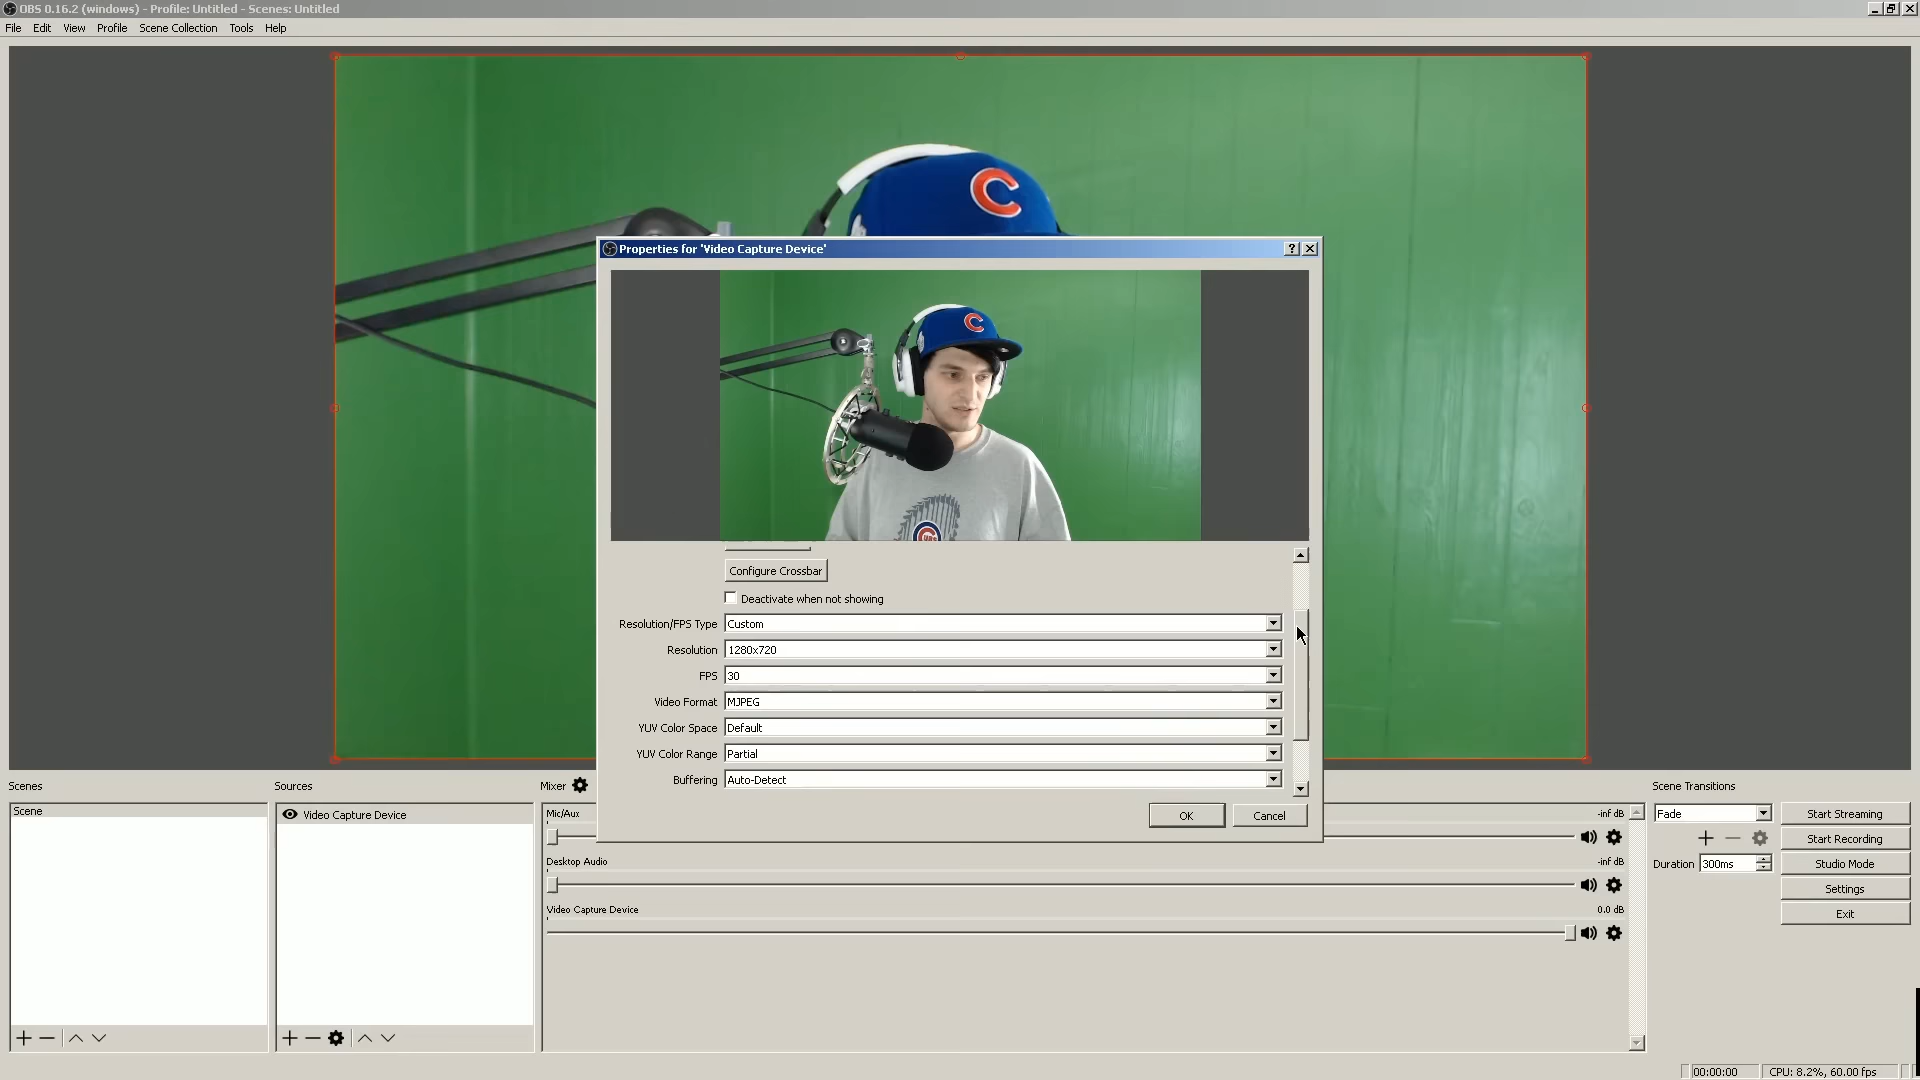 OBS 0.16.2 (windows) - Profile: Untitled - Scenes: Untitled
File Edit View Profile Scene Collection Tools Help
C
Properties for 'Video Capture Device'
C
CUBS
Configure Crossbar
Deactivate when not showing
Resolution/FPS Type Custom
Resolution 1280x720
FPS 30
Video Format MJPEG
YUV Color Space Default
YUV Color Range Partial
Buffering Auto-Detect
OK Cancel
Scenes
Scene
Sources
Video Capture Device
Mixer
Mic/Aux -inf dB
Desktop Audio -inf dB
Video Capture Device 0.0 dB
Scene Transitions
Fade
Duration 300ms
Start Streaming
Start Recording
Studio Mode
Settings
Exit
00:00:00 CPU: 8.2%, 60.00 fps